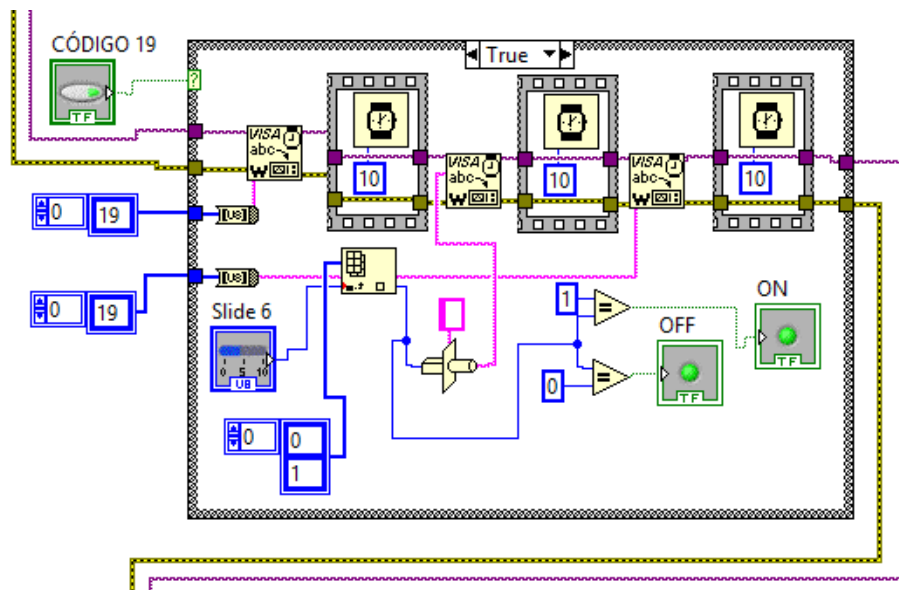 CÓDIGO 19
TF
?
True
VISA
abc
W
10
VISA
abc
W
10
VISA
abc
W
10
0
19
[U8]
0
19
[U8]
Slide 6
0 5 10
U8
0
0
1
1
=
0
=
OFF
TF
ON
TF